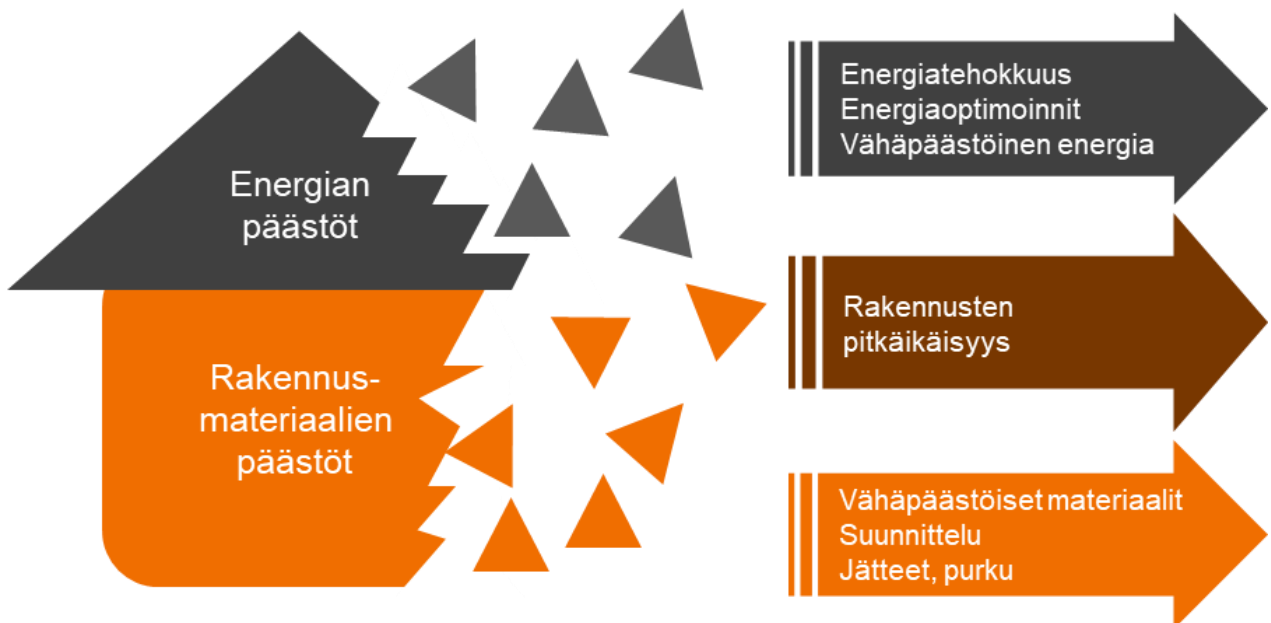 Energian
päästöt
Rakennus-
materiaalien
päästöt
Energiatehokkuus
Energiaoptimoinnit
Vähäpäästöinen energia
Rakennusten
pitkäikäisyys
Vähäpäästöiset materiaalit
Suunnittelu
Jätteet, purku